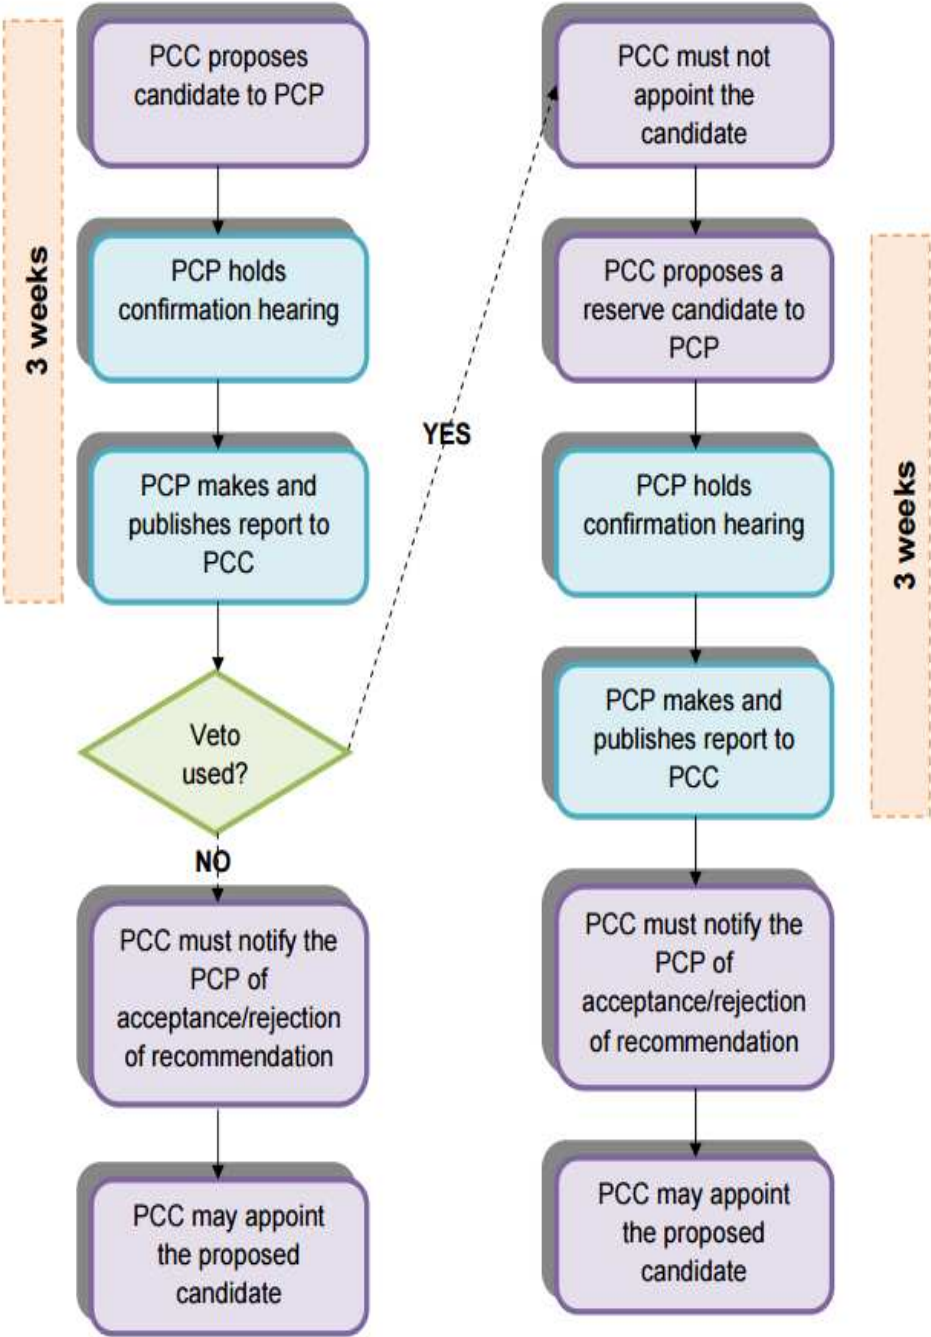 3 weeks
PCC proposes
candidate to PCP
PCP holds
confirmation hearing
PCP makes and
publishes report to
PCC
Veto
used?
YES
NO
PCC must notify the
PCP of
acceptance/rejection
of recommendation
PCC may appoint
the proposed
candidate
PCC must not
appoint the
candidate
PCC proposes a
reserve candidate to
PCP
PCP holds
confirmation hearing
PCP makes and
publishes report to
PCC
3 weeks
PCC must notify the
PCP of
acceptance/rejection
of recommendation
PCC may appoint
the proposed
candidate